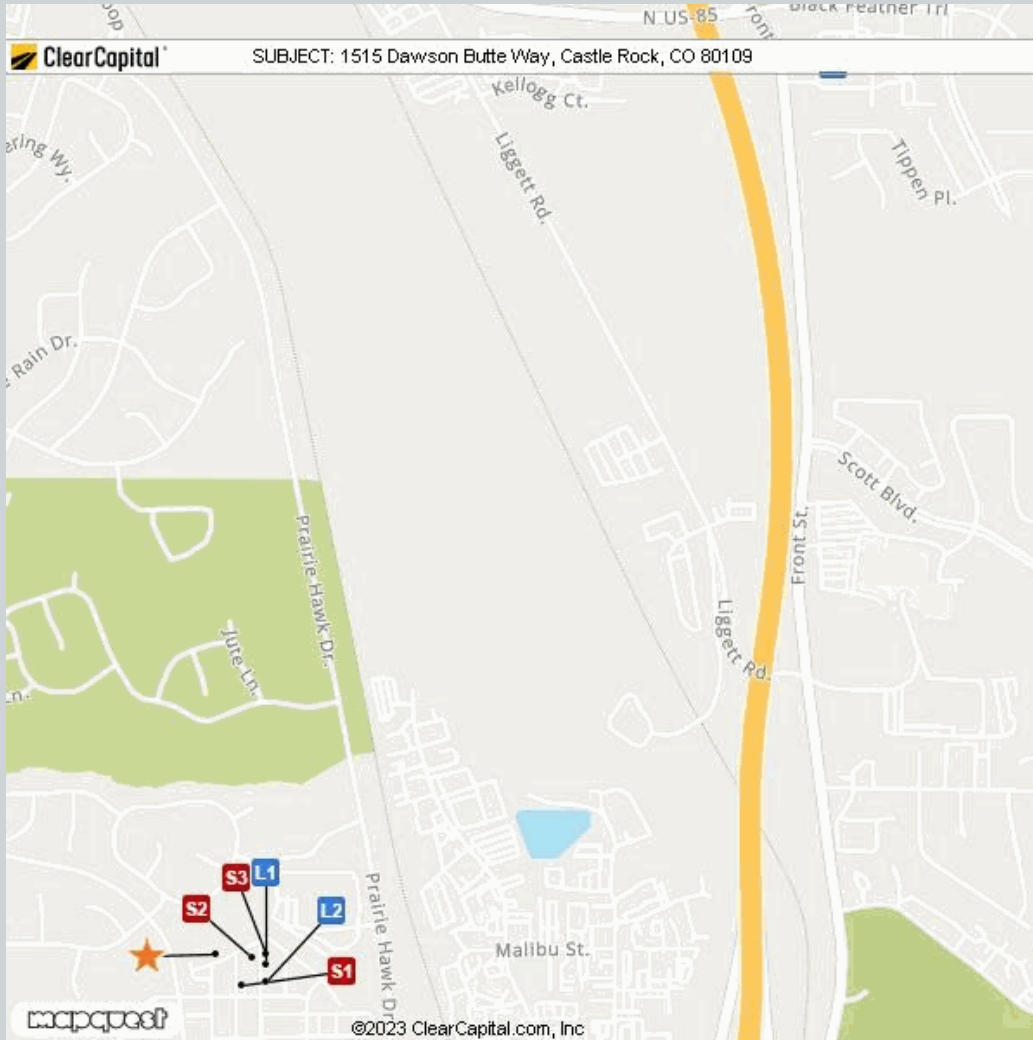 N US-85
Black Feather Trl
ClearCapital
SUBJECT: 1515 Dawson Butte Way, Castle Rock, CO 80109
Kellogg Ct.
Liggett Rd.
Tippen Pl.
Rain Dr.
Scott Blvd.
Front St.
Prairie Hawk Dr.
Jute Ln.
Liggett Rd.
Ln.
S3
L1
S2
L2
Prairie Hawk Dr
Malibu St.
S1
mapquest
©2023 ClearCapital.com, Inc